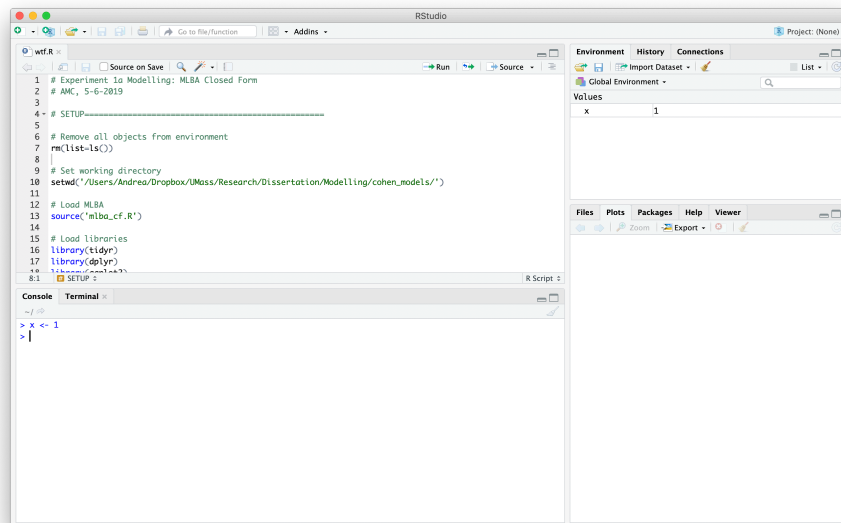 RStudio
Go to file/function
Addins
Project: (None)
wtf.R
Source on Save
Run
Source
1 # Experiment 1a Modelling: MLBA Closed Form
2 # AMC, 5-6-2019
3
4 # SETUP==================================================
5
6 # Remove all objects from environment
7 rm(list=ls())
8
9 # Set working directory
10 setwd('/Users/Andrea/Dropbox/UMass/Research/Dissertation/Modelling/cohen_models/')
11
12 # Load MLBA
13 source('mlba_cf.R')
14
15 # Load libraries
16 library(tidyr)
17 library(dplyr)
18 library(ggplot2)
8:1 SETUP
R Script
Console Terminal
~/
> x <- 1
>
Environment History Connections
Import Dataset
List
Global Environment
Values
x 1
Files Plots Packages Help Viewer
Zoom Export